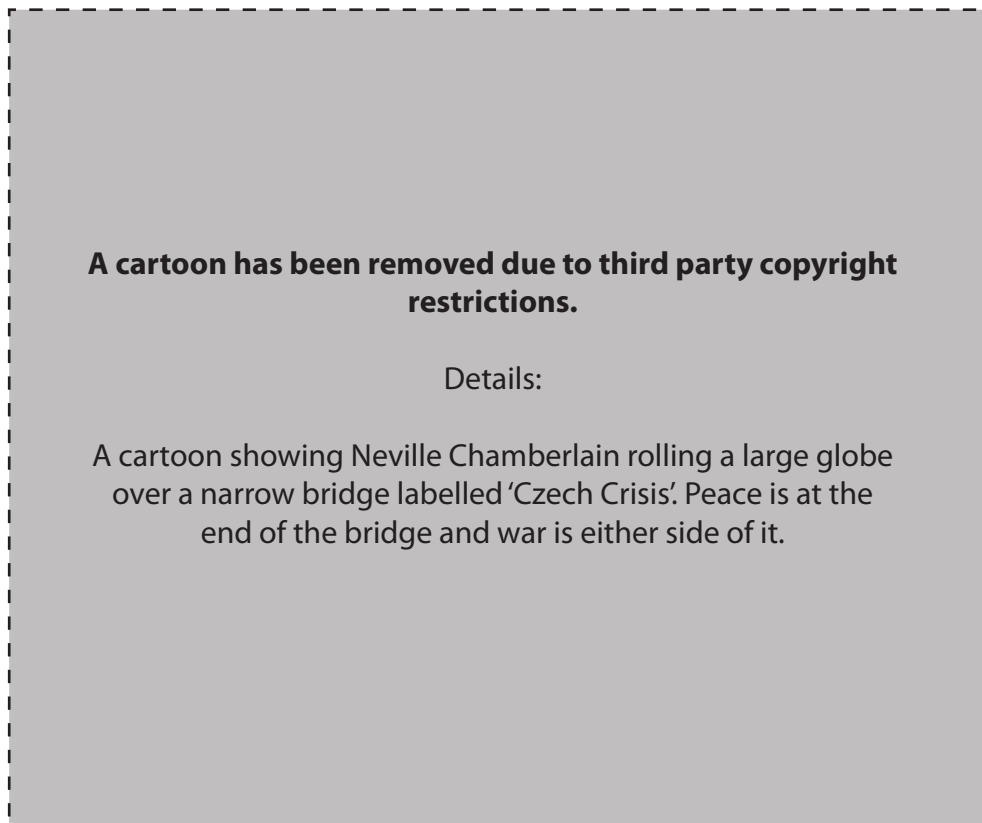 A cartoon has been removed due to third party copyright
restrictions.
Details:
A cartoon showing Neville Chamberlain rolling a large globe
over a narrow bridge labelled ‘Czech Crisis’. Peace is at the
end of the bridge and war is either side of it.